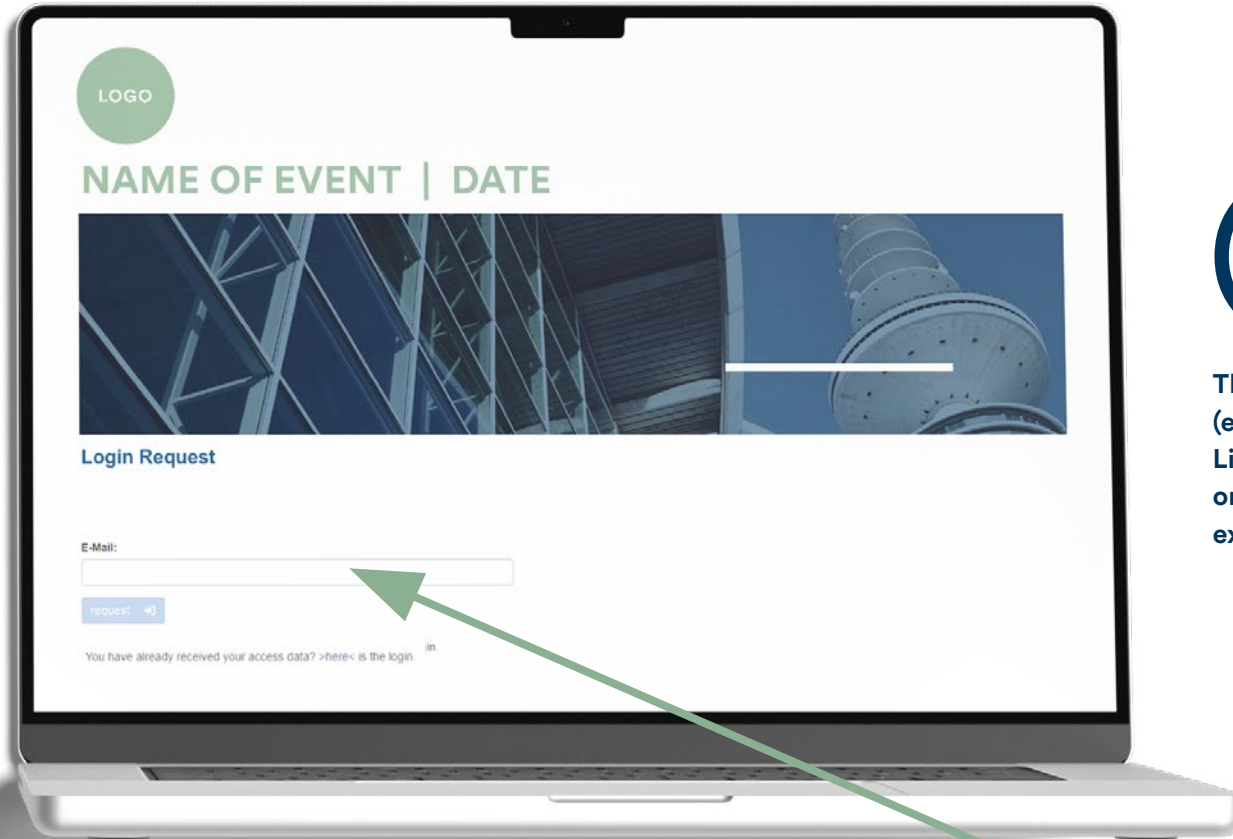 LOGO
NAME OF EVENT | DATE
Login Request
E-Mail:
request
You have already received your access data? >here< is the login.
in.
(e
Li
or
ex